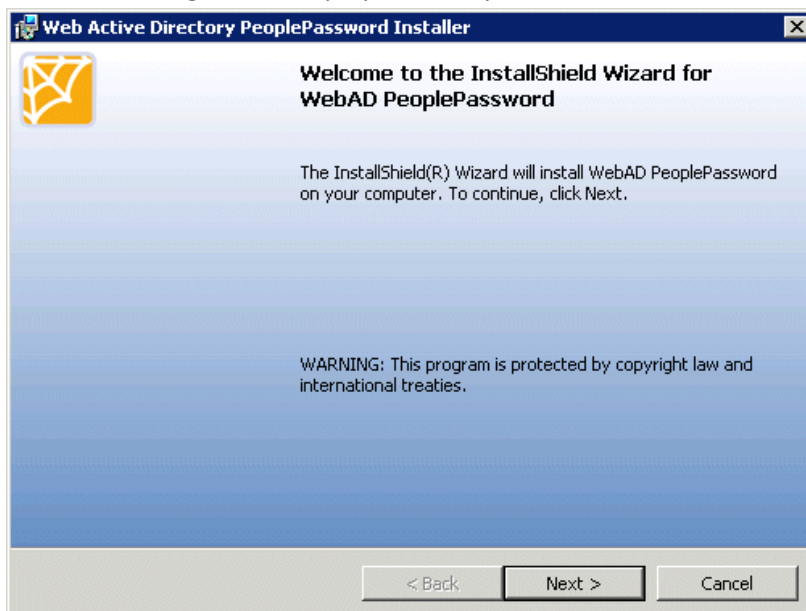 Web Active Directory PeoplePassword Installer
Welcome to the InstallShield Wizard for
WebAD PeoplePassword
The InstallShield(R) Wizard will install WebAD PeoplePassword
on your computer. To continue, click Next.
WARNING: This program is protected by copyright law and
international treaties.
< Back
Next >
Cancel